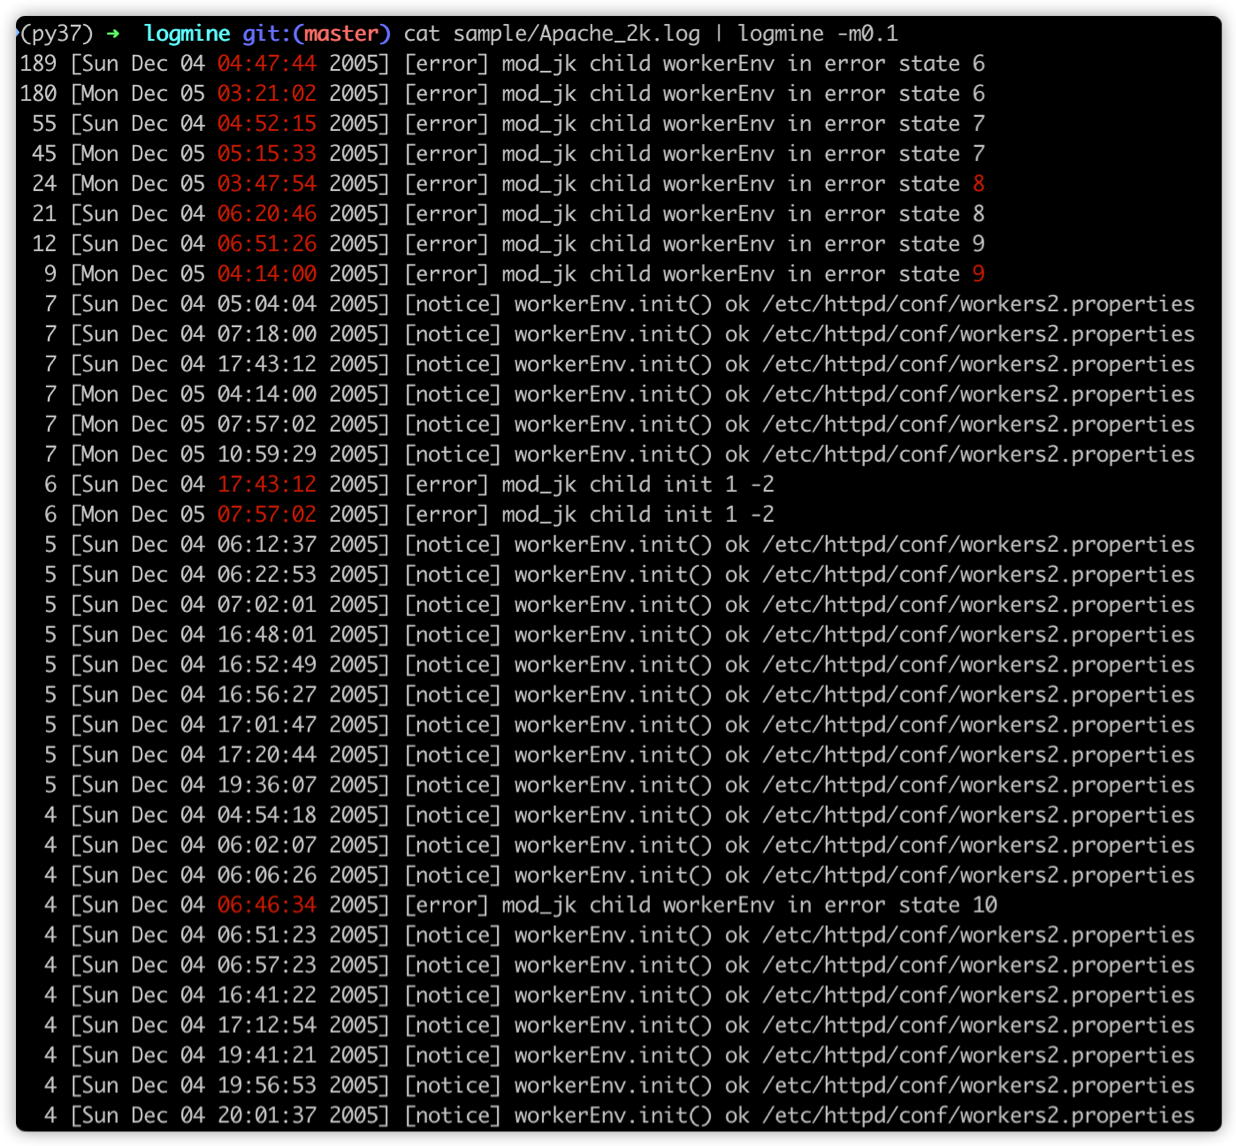 (py37) → logmine git:(master) cat sample/Apache_2k.log | logmine -m0.1
189 [Sun Dec 04 04:47:44 2005] [error] mod_jk child workerEnv in error state 6
180 [Mon Dec 05 03:21:02 2005] [error] mod_jk child workerEnv in error state 6
55 [Sun Dec 04 04:52:15 2005] [error] mod_jk child workerEnv in error state 7
45 [Mon Dec 05 05:15:33 2005] [error] mod_jk child workerEnv in error state 7
24 [Mon Dec 05 03:47:54 2005] [error] mod_jk child workerEnv in error state 8
21 [Sun Dec 04 06:20:46 2005] [error] mod_jk child workerEnv in error state 8
12 [Sun Dec 04 06:51:26 2005] [error] mod_jk child workerEnv in error state 9
9 [Mon Dec 05 04:14:00 2005] [error] mod_jk child workerEnv in error state 9
7 [Sun Dec 04 05:04:04 2005] [notice] workerEnv.init() ok /etc/httpd/conf/workers2.properties
7 [Sun Dec 04 07:18:00 2005] [notice] workerEnv.init() ok /etc/httpd/conf/workers2.properties
7 [Sun Dec 04 17:43:12 2005] [notice] workerEnv.init() ok /etc/httpd/conf/workers2.properties
7 [Mon Dec 05 04:14:00 2005] [notice] workerEnv.init() ok /etc/httpd/conf/workers2.properties
7 [Mon Dec 05 07:57:02 2005] [notice] workerEnv.init() ok /etc/httpd/conf/workers2.properties
7 [Mon Dec 05 10:59:29 2005] [notice] workerEnv.init() ok /etc/httpd/conf/workers2.properties
6 [Sun Dec 04 17:43:12 2005] [error] mod_jk child init 1 -2
6 [Mon Dec 05 07:57:02 2005] [error] mod_jk child init 1 -2
5 [Sun Dec 04 06:12:37 2005] [notice] workerEnv.init() ok /etc/httpd/conf/workers2.properties
5 [Sun Dec 04 06:22:53 2005] [notice] workerEnv.init() ok /etc/httpd/conf/workers2.properties
5 [Sun Dec 04 07:02:01 2005] [notice] workerEnv.init() ok /etc/httpd/conf/workers2.properties
5 [Sun Dec 04 16:48:01 2005] [notice] workerEnv.init() ok /etc/httpd/conf/workers2.properties
5 [Sun Dec 04 16:52:49 2005] [notice] workerEnv.init() ok /etc/httpd/conf/workers2.properties
5 [Sun Dec 04 16:56:27 2005] [notice] workerEnv.init() ok /etc/httpd/conf/workers2.properties
5 [Sun Dec 04 17:01:47 2005] [notice] workerEnv.init() ok /etc/httpd/conf/workers2.properties
5 [Sun Dec 04 17:20:44 2005] [notice] workerEnv.init() ok /etc/httpd/conf/workers2.properties
5 [Sun Dec 04 19:36:07 2005] [notice] workerEnv.init() ok /etc/httpd/conf/workers2.properties
4 [Sun Dec 04 04:54:18 2005] [notice] workerEnv.init() ok /etc/httpd/conf/workers2.properties
4 [Sun Dec 04 06:02:07 2005] [notice] workerEnv.init() ok /etc/httpd/conf/workers2.properties
4 [Sun Dec 04 06:06:26 2005] [notice] workerEnv.init() ok /etc/httpd/conf/workers2.properties
4 [Sun Dec 04 06:46:34 2005] [error] mod_jk child workerEnv in error state 10
4 [Sun Dec 04 06:51:23 2005] [notice] workerEnv.init() ok /etc/httpd/conf/workers2.properties
4 [Sun Dec 04 06:57:23 2005] [notice] workerEnv.init() ok /etc/httpd/conf/workers2.properties
4 [Sun Dec 04 16:41:22 2005] [notice] workerEnv.init() ok /etc/httpd/conf/workers2.properties
4 [Sun Dec 04 17:12:54 2005] [notice] workerEnv.init() ok /etc/httpd/conf/workers2.properties
4 [Sun Dec 04 19:41:21 2005] [notice] workerEnv.init() ok /etc/httpd/conf/workers2.properties
4 [Sun Dec 04 19:56:53 2005] [notice] workerEnv.init() ok /etc/httpd/conf/workers2.properties
4 [Sun Dec 04 20:01:37 2005] [notice] workerEnv.init() ok /etc/httpd/conf/workers2.properties